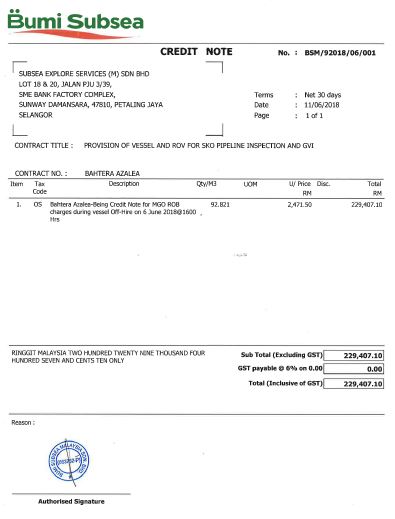 Bumi Subsea
CREDIT NOTE No. : BSM/92018/06/001
SUBSEA EXPLORE SERVICES (M) SDN BHD
LOT 18 & 20, JALAN PJU 3/39,
SME BANK FACTORY COMPLEX,
SUNWAY DAMANSARA, 47810, PETALING JAYA
SELANGOR
Terms : Net 30 days
Date : 11/06/2018
Page : 1 of 1
CONTRACT TITLE : PROVISION OF VESSEL AND ROV FOR SKO PIPELINE INSPECTION AND GVI
CONTRACT NO. : BAHTERA AZALEA
Item Tax Code Description Qty/M3 UOM U/ Price RM Disc. Total RM
1. OS Bahtera Azalea-Being Credit Note for MGO ROB 92.821 2,471.50 229,407.10
charges during vessel Off-Hire on 6 June 2018@1600 ,
Hrs
RINGGIT MALAYSIA TWO HUNDRED TWENTY NINE THOUSAND FOUR
HUNDRED SEVEN AND CENTS TEN ONLY
Sub Total (Excluding GST) 229,407.10
GST payable @ 6% on 0.00 0.00
Total (Inclusive of GST) 229,407.10
Reason :
BUMI SUBSEA MALAYSIA SDN. BHD.
Authorised Signature